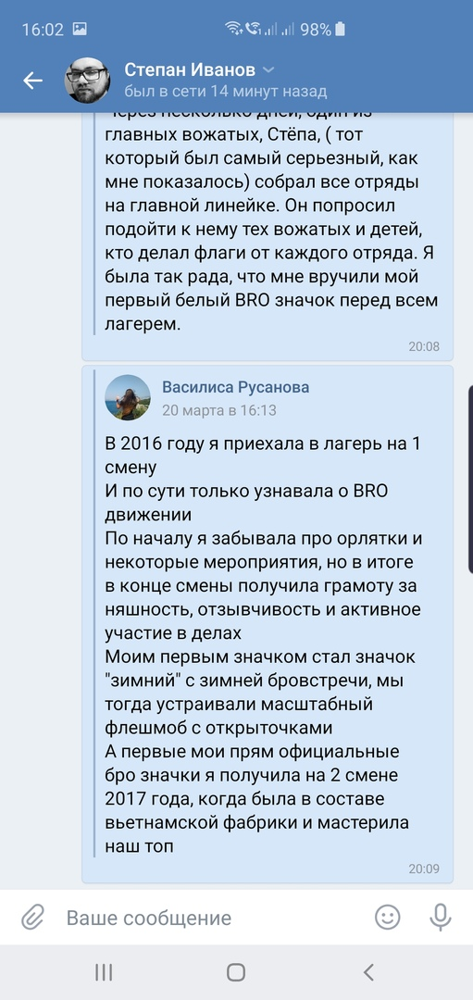 16:02
98%
Степан Иванов
был в сети 14 минут назад
Через несколько дней, один из
главных вожатых, Стёпа, ( тот
который был самый серьезный, как
мне показалось) собрал все отряды
на главной линейке. Он попросил
подойти к нему тех вожатых и детей,
кто делал флаги от каждого отряда. Я
была так рада, что мне вручили мой
первый белый BRO значок перед всем
лагерем.
20:08
Василиса Русанова
20 марта в 16:13
В 2016 году я приехала в лагерь на 1
смену
И по сути только узнавала о BRO
движении
По началу я забывала про орлятки и
некоторые мероприятия, но в итоге
в конце смены получила грамоту за
няшность, отзывчивость и активное
участие в делах
Моим первым значком стал значок
"зимний" с зимней бровстречи, мы
тогда устраивали масштабный
флешмоб с открыточками
А первые мои прям официальные
бро значки я получила на 2 смене
2017 года, когда была в составе
вьетнамской фабрики и мастерила
наш топ
20:09
Ваше сообщение